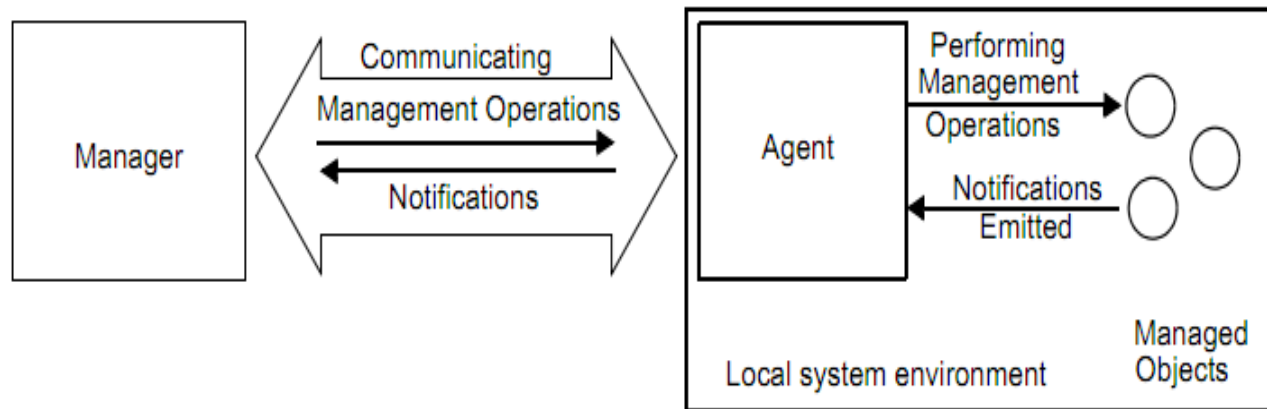 Manager
Communicating
Management Operations
Notifications
Agent
Performing
Management
Operations
Notifications
Emitted
Managed
Objects
Local system environment